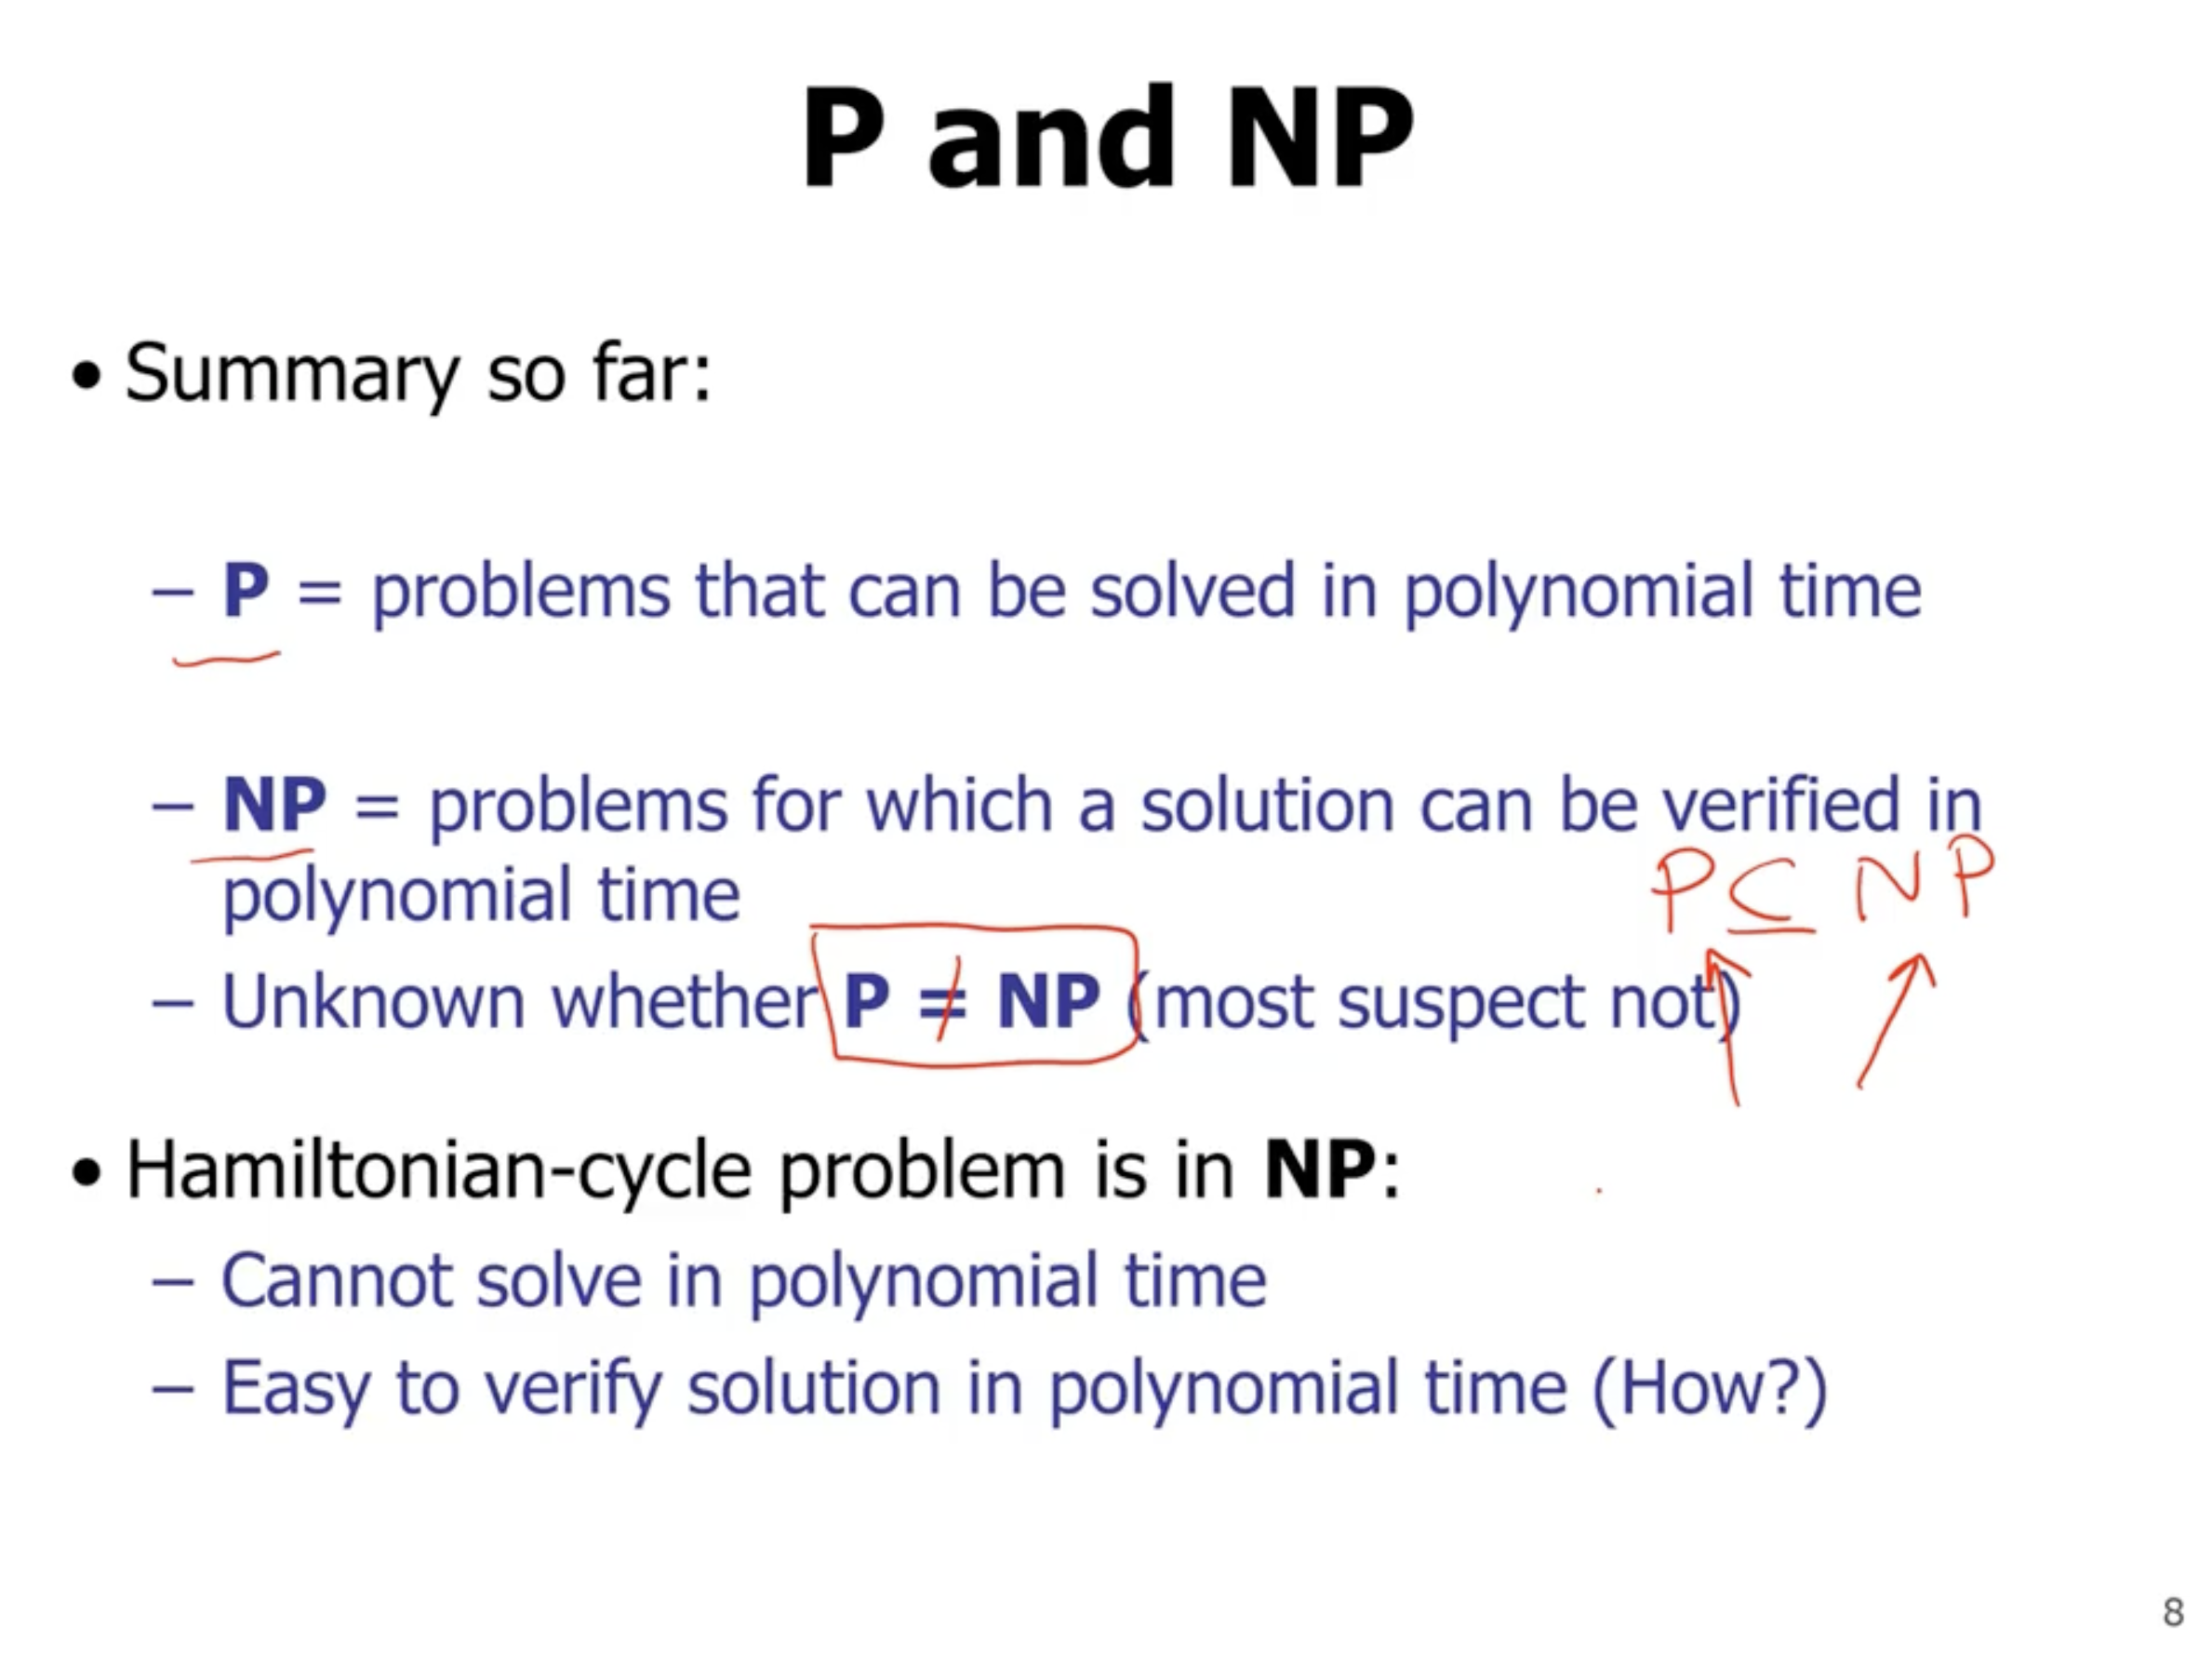 P and NP
• Summary so far:
– P = problems that can be solved in polynomial time
– NP = problems for which a solution can be verified in
polynomial time
P ⊆ NP
– Unknown whether P ≠ NP (most suspect not)
• Hamiltonian-cycle problem is in NP:
– Cannot solve in polynomial time
– Easy to verify solution in polynomial time (How?)
8